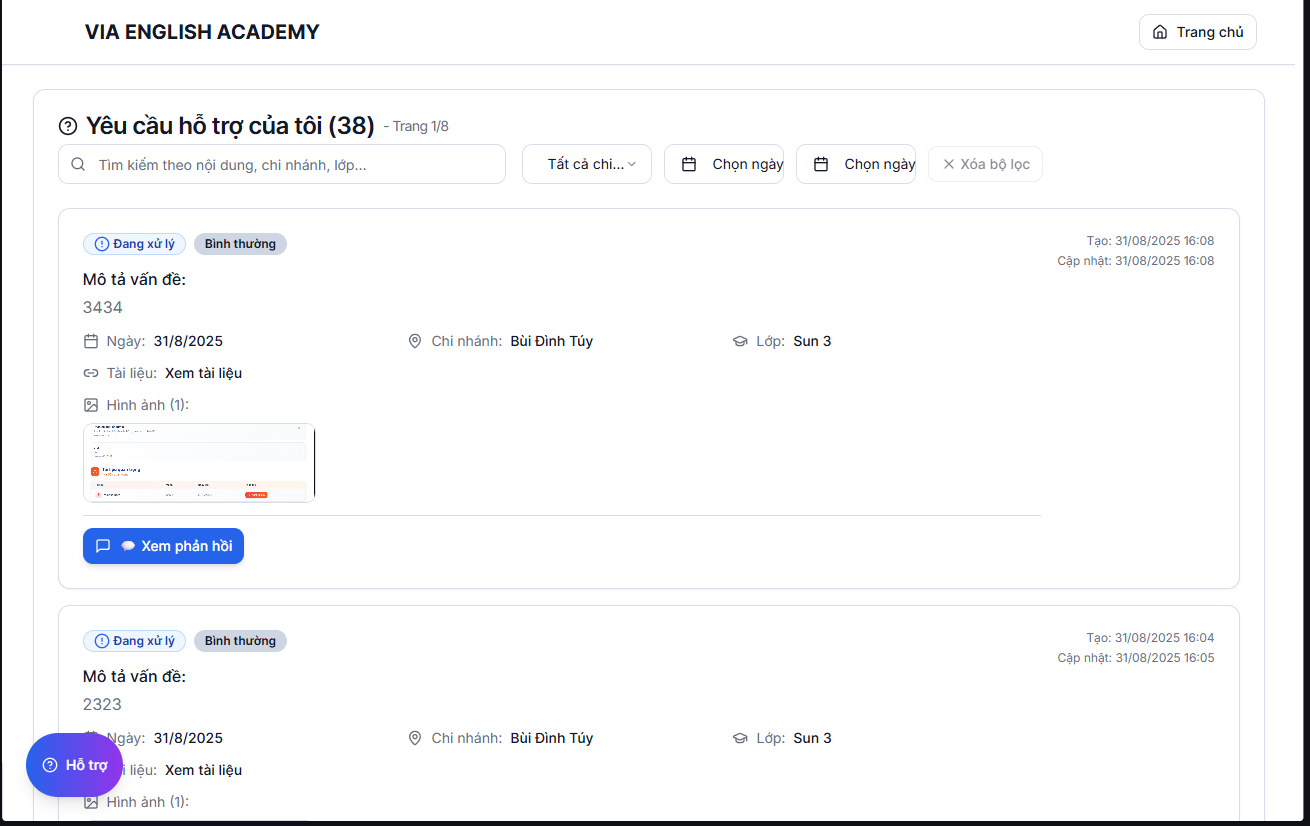 VIA ENGLISH ACADEMY
Trang chủ
Yêu cầu hỗ trợ của tôi (38) - Trang 1/8
Tìm kiếm theo nội dung, chi nhánh, lớp...
Tất cả chi...
Chọn ngày
Chọn ngày
Xóa bộ lọc
Đang xử lý
Bình thường
Tạo: 31/08/2025 16:08
Cập nhật: 31/08/2025 16:08
Mô tả vấn đề:
3434
Ngày: 31/8/2025
Chi nhánh: Bùi Đình Túy
Lớp: Sun 3
Tài liệu: Xem tài liệu
Hình ảnh (1):
Xem phản hồi
Đang xử lý
Bình thường
Tạo: 31/08/2025 16:04
Cập nhật: 31/08/2025 16:05
Mô tả vấn đề:
2323
Ngày: 31/8/2025
Chi nhánh: Bùi Đình Túy
Lớp: Sun 3
Hỗ trợ
liệu: Xem tài liệu
Hình ảnh (1):